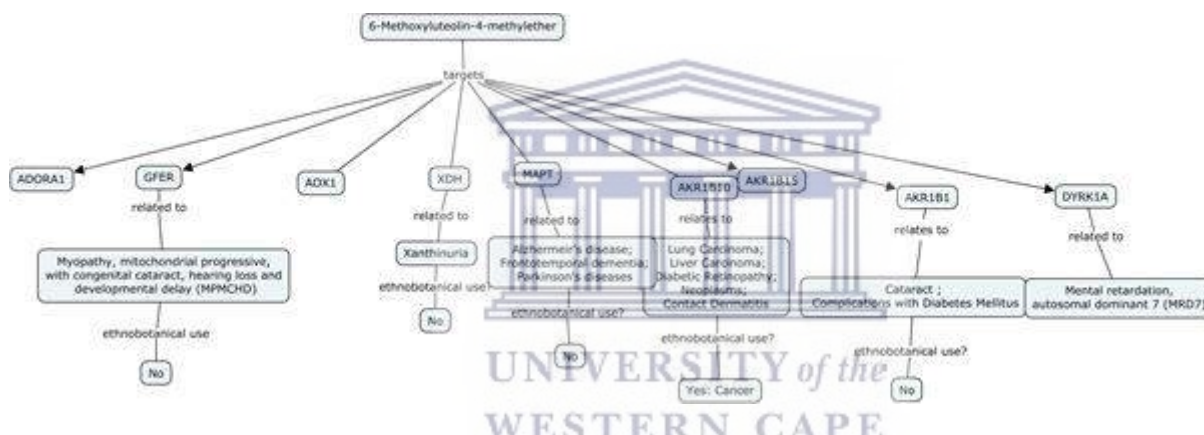 6-Methoxyluteolin-4-methylether
targets
ADORA1
GFER
AOX1
XDH
MAPT
AKR1B10
AKR1B15
AKR1B1
DYRK1A
related to
related to
related to
relates to
relates to
related to
Myopathy, mitochondrial progressive,
with congenital cataract, hearing loss and
developmental delay (MPMCHD)
Xanthinuria
Alzhermeir's disease;
Frontotemporal dementia;
Parkinson's diseases
Lung Carcinoma;
Liver Carcinoma;
Diabetic Retinopathy;
Neoplasms;
Contact Dermatitis
Cataract ;
Complications with Diabetes Mellitus
Mental retardation,
autosomal dominant 7 (MRD7)
ethnobotanical use
ethnobotanical use
ethnobotanical use?
ethnobotanical use?
ethnobotanical use?
No
No
No
Yes: Cancer
No
UNIVERSITY of the
WESTERN CAPE